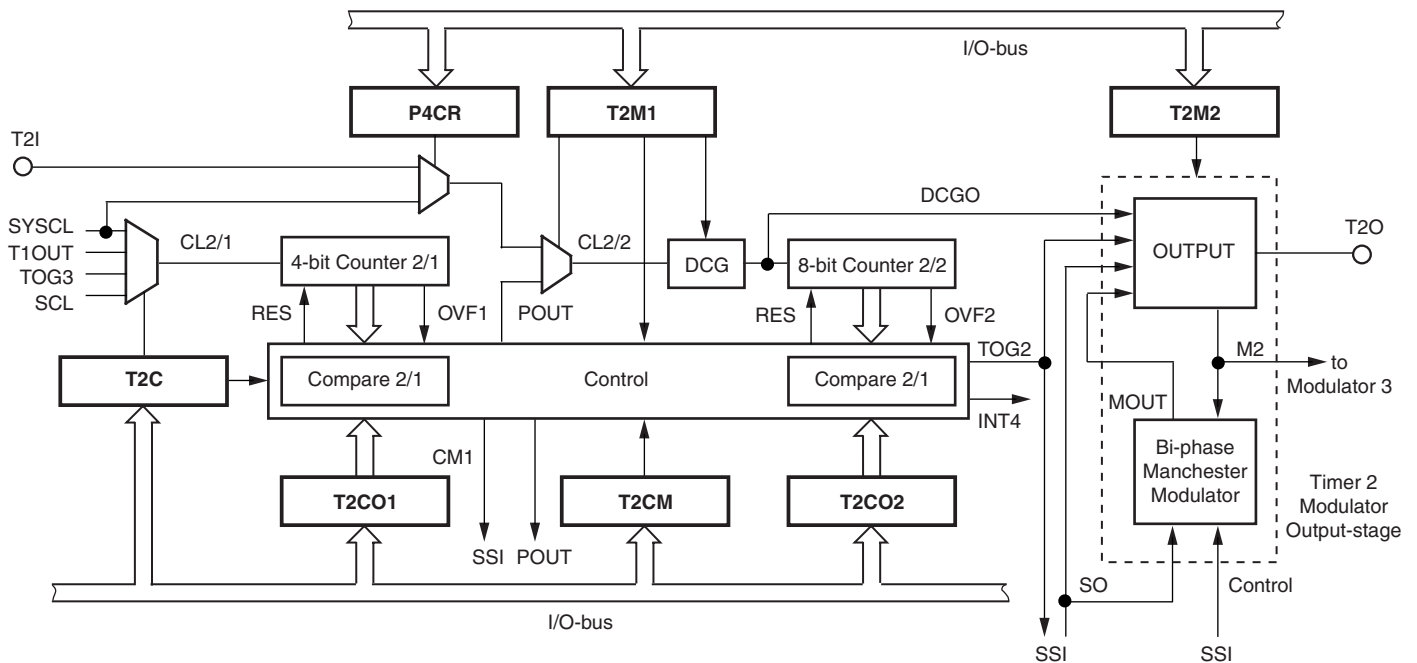 I/O-bus
P4CR
T2M1
T2M2
T2I
DCGO
SYSCL
T1OUT
TOG3
SCL
CL2/1
4-bit Counter 2/1
CL2/2
DCG
8-bit Counter 2/2
OUTPUT
T2O
RES
OVF1
POUT
RES
OVF2
TOG2
M2
to
Modulator 3
T2C
Compare 2/1
Control
Compare 2/1
INT4
MOUT
CM1
Bi-phase
Manchester
Modulator
Timer 2
Modulator
Output-stage
T2CO1
T2CM
T2CO2
SSI
POUT
SO
Control
I/O-bus
SSI
SSI